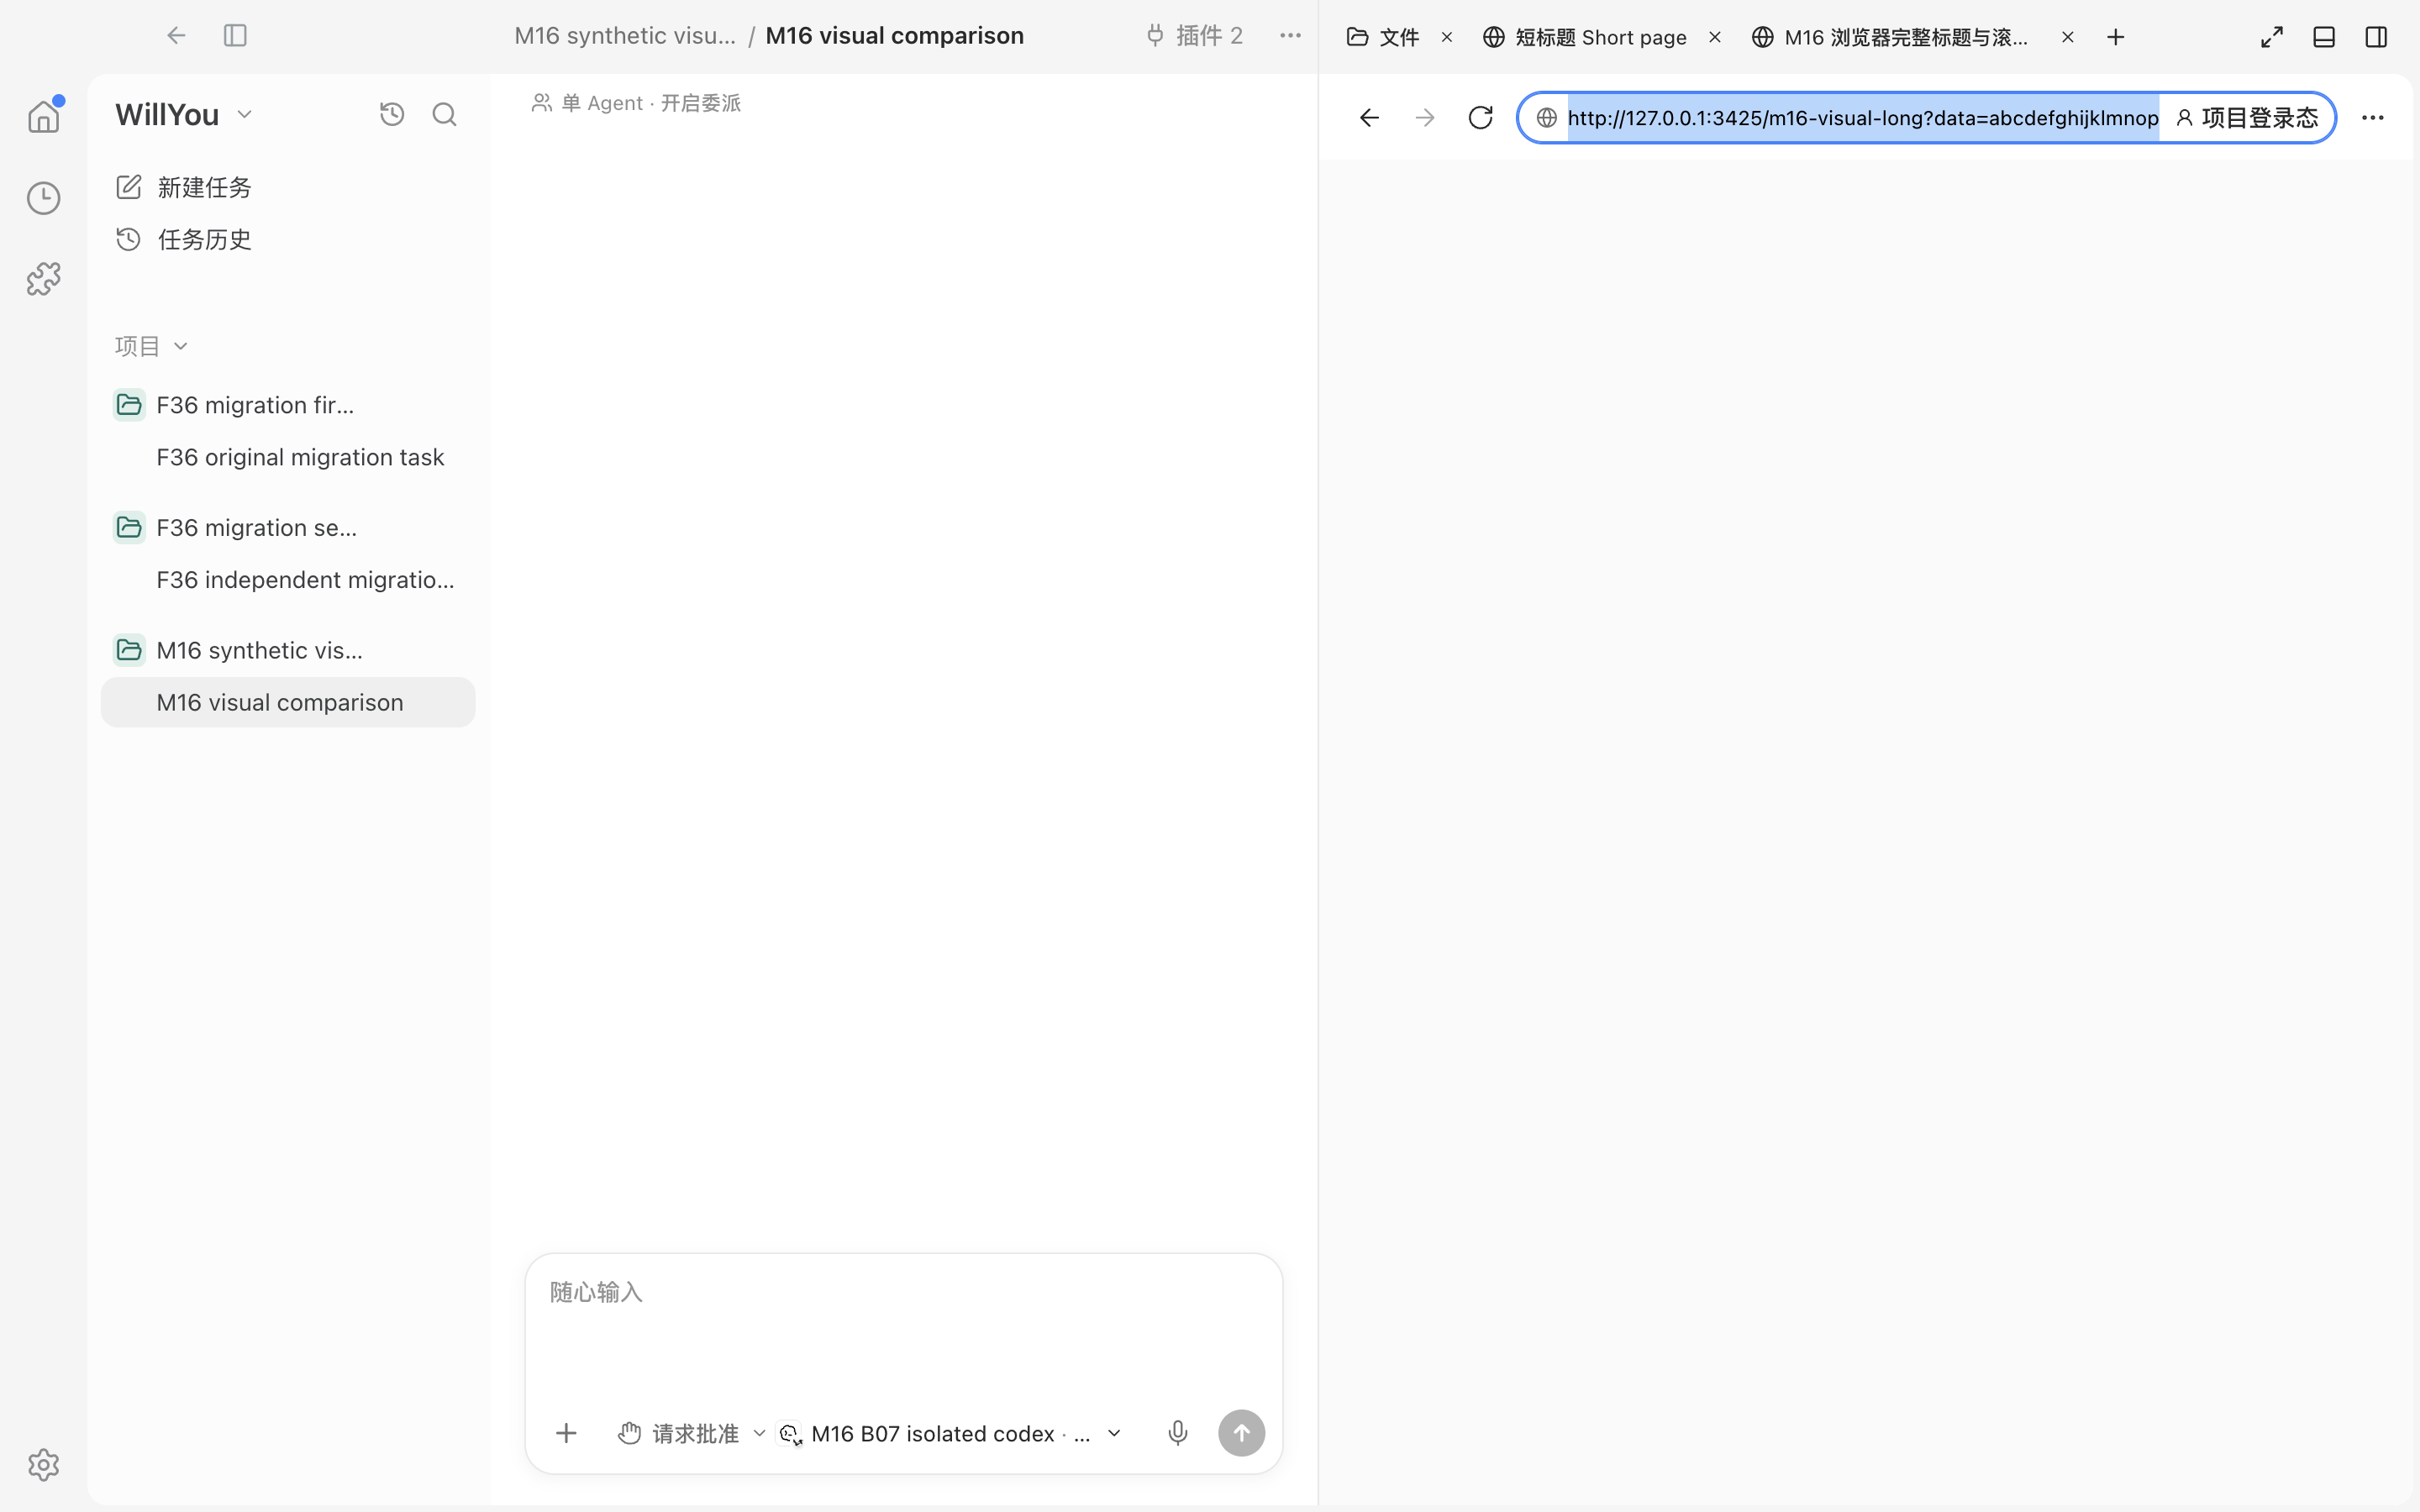 M16 synthetic visu... / M16 visual comparison
插件 2
文件
短标题 Short page
M16 浏览器完整标题与滚...
WillYou
新建任务
任务历史
项目
F36 migration fir...
F36 original migration task
F36 migration se...
F36 independent migratio...
M16 synthetic vis...
M16 visual comparison
单 Agent · 开启委派
随心输入
请求批准
M16 B07 isolated codex · ...
http://127.0.0.1:3425/m16-visual-long?data=abcdefghijklmnop
项目登录态